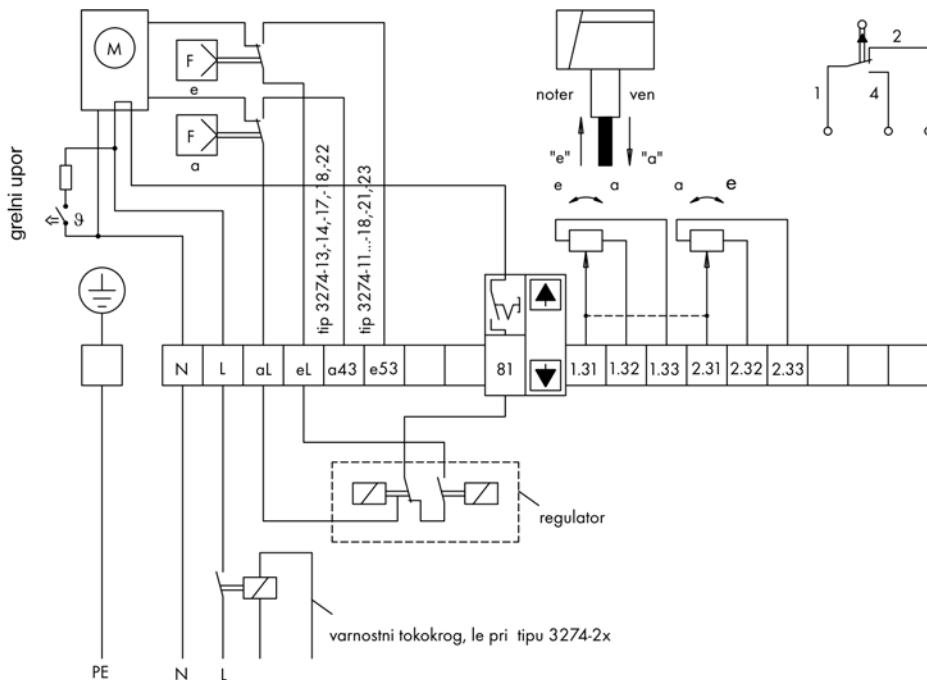 M
F
e
F
a
grelni upor
ϑ
tip 3274-13,-14,-17,-18,-22
tip 3274-11...-18,-21,-23
noter
ven
"e"
"a"
e
a
a
e
2
1
4
N
L
aL
eL
a43
e53
81
1.31
1.32
1.33
2.31
2.32
2.33
regulator
varnostni tokokrog, le pri tipu 3274-2x
PE
N
L